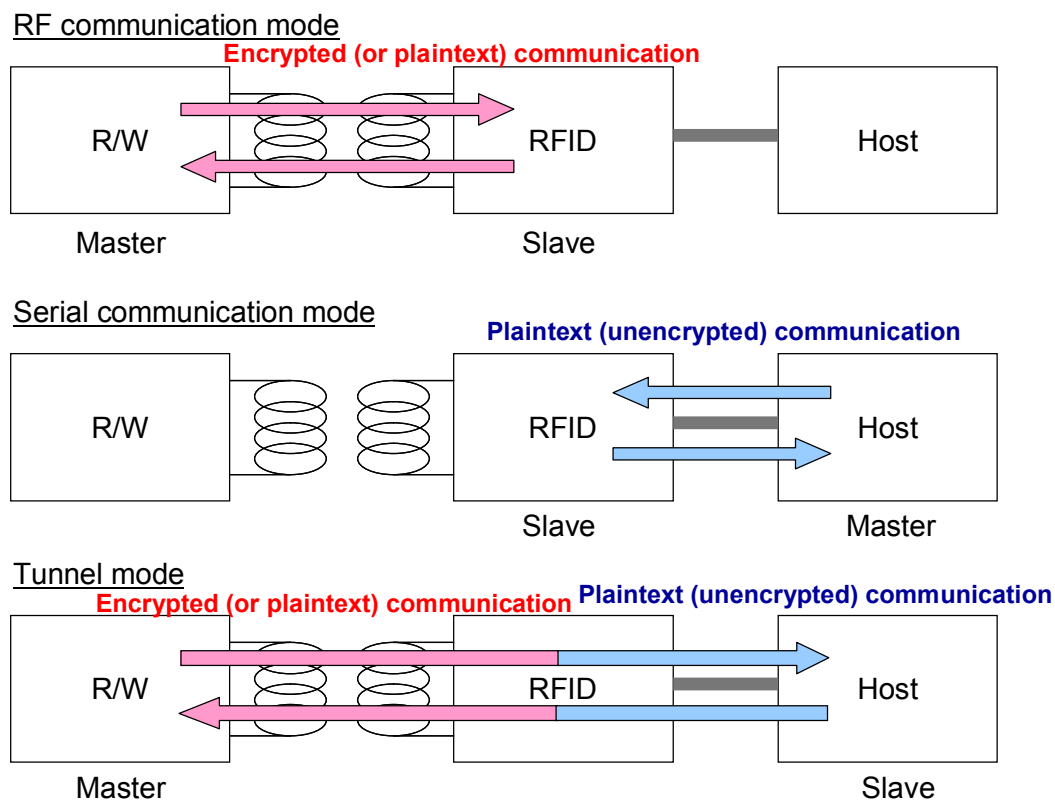 RF communication mode
Encrypted (or plaintext) communication
R/W RFID Host
Master Slave
Serial communication mode
Plaintext (unencrypted) communication
R/W RFID Host
Slave Master
Tunnel mode
Encrypted (or plaintext) communication Plaintext (unencrypted) communication
R/W RFID Host
Master Slave